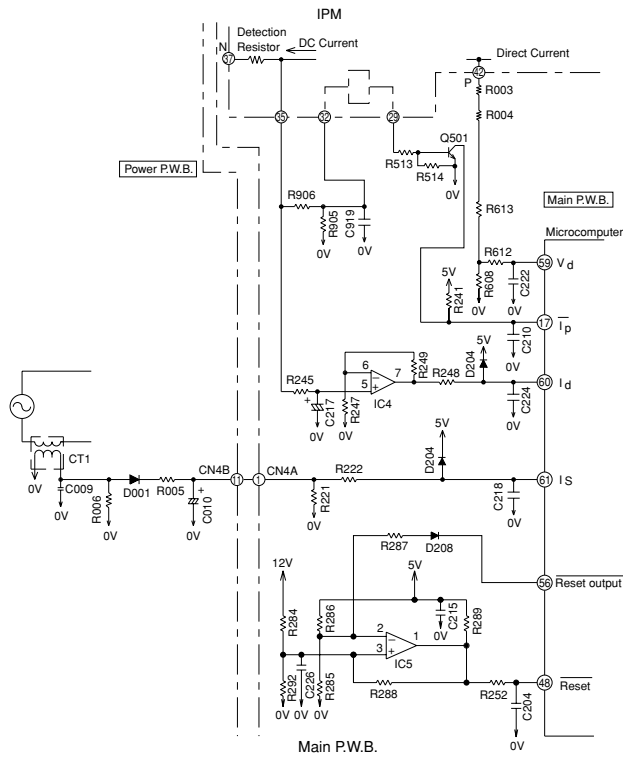 IPM
Detection
Resistor
DC Current
Direct Current
N
37
42
P
R003
R004
35
32
29
Q501
R513
R514
0V
Power P.W.B.
R906
R905
C919
0V
0V
R613
Main P.W.B.
Microcomputer
R612
59
Vd
5V
R241
R608
0V
C222
0V
17
Ip
C210
0V
5V
D204
6
5
7
R249
R248
60
Id
R245
+
C217
0V
R247
0V
IC4
C224
0V
CT1
0V
C009
0V
R006
0V
D001
R005
+
C010
0V
CN4B
11
1
CN4A
R222
R221
0V
5V
D204
61
IS
C218
0V
R287
D208
56
Reset output
12V
5V
R284
R286
C215
0V
R289
2
3
1
IC5
R292
0V
C226
0V
R285
0V
R288
R252
48
Reset
C204
0V
Main P.W.B.